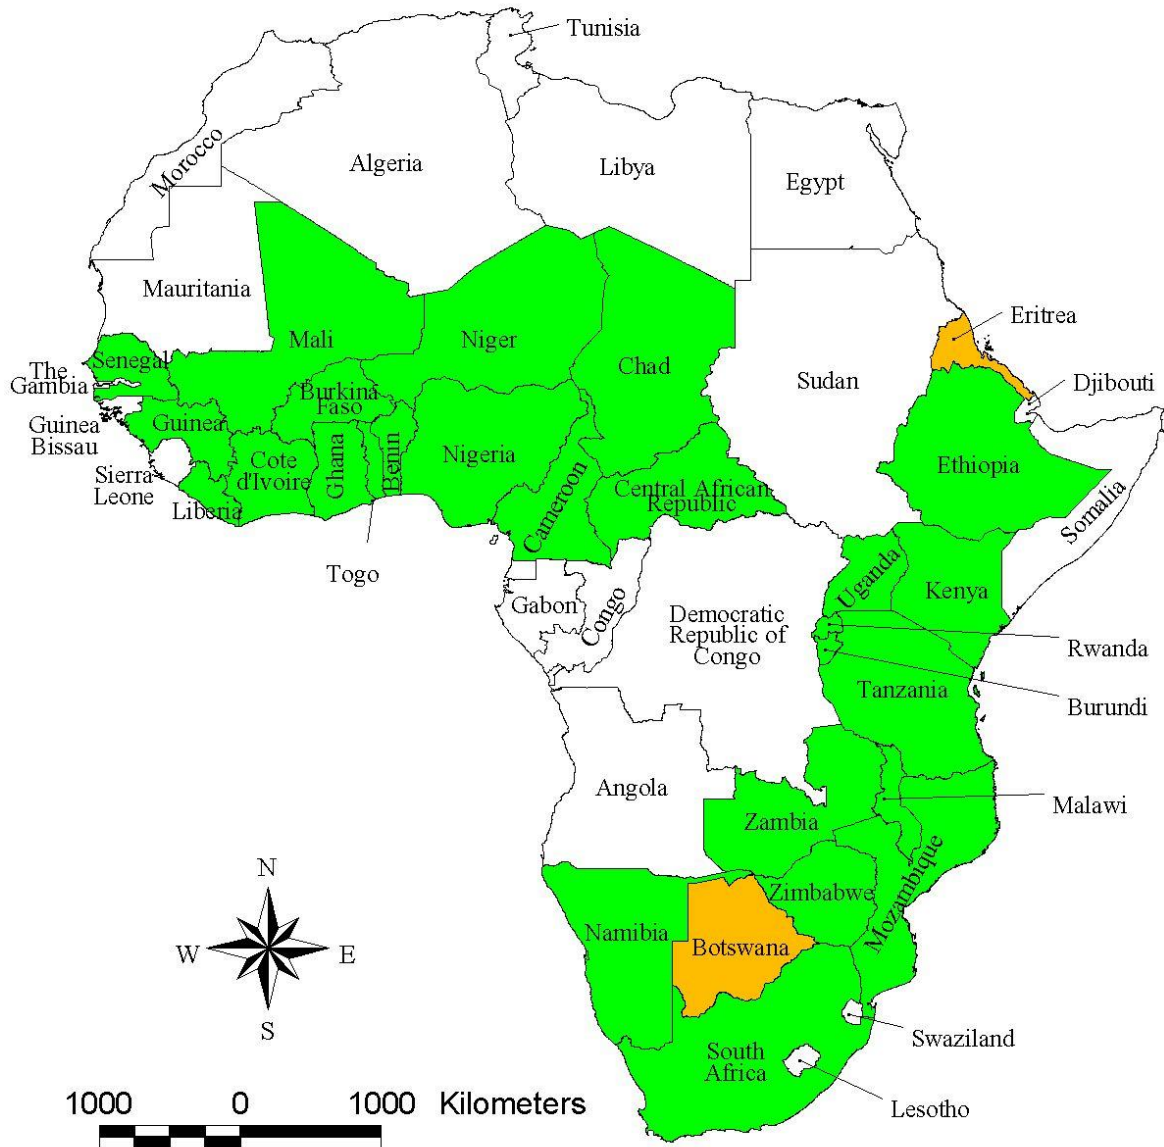 Tunisia
Morocco
Algeria
Libya
Egypt
Mauritania
Mali
Niger
Chad
Sudan
Eritrea
Djibouti
Senegal
The
Gambia
Guinea
Bissau
Guinea
Burkina
Faso
Sierra
Leone
Liberia
Cote
d'Ivoire
Ghana
Benin
Togo
Nigeria
Cameroon
Central African
Republic
Ethiopia
Somalia
Gabon
Congo
Democratic
Republic of
Congo
Uganda
Kenya
Rwanda
Burundi
Tanzania
Angola
Zambia
Malawi
Mozambique
Zimbabwe
Namibia
Botswana
South
Africa
Swaziland
Lesotho
N
W
E
S
1000 0 1000 Kilometers